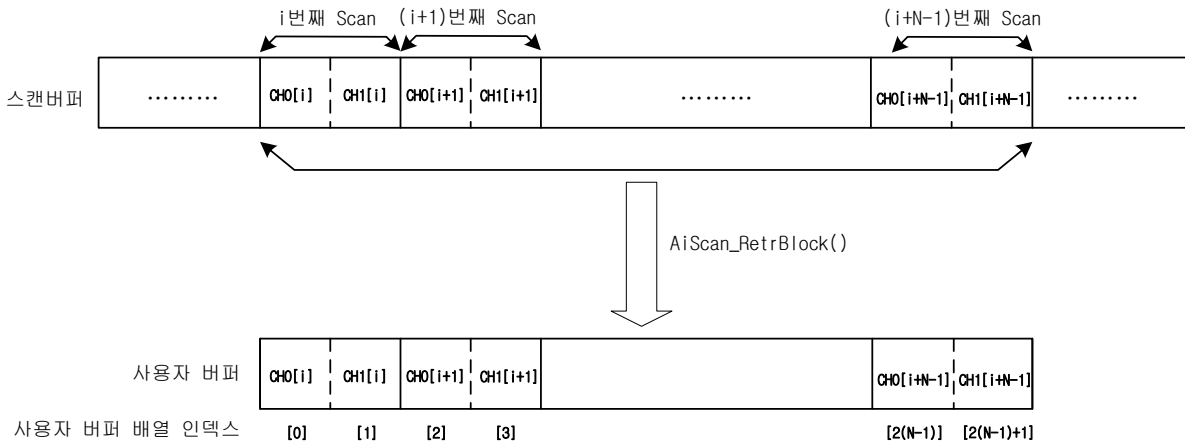 i번째 Scan (i+1)번째 Scan (i+N-1)번째 Scan
스캔버퍼 ········· CH0[i] CH1[i] CH0[i+1] CH1[i+1] ········· CH0[i+N-1] CH1[i+N-1] ·········
AiScan_RetrBlock()
사용자 버퍼 CH0[i] CH1[i] CH0[i+1] CH1[i+1] CH0[i+N-1] CH1[i+N-1]
사용자 버퍼 배열 인덱스 [0] [1] [2] [3] [2(N-1)] [2(N-1)+1]